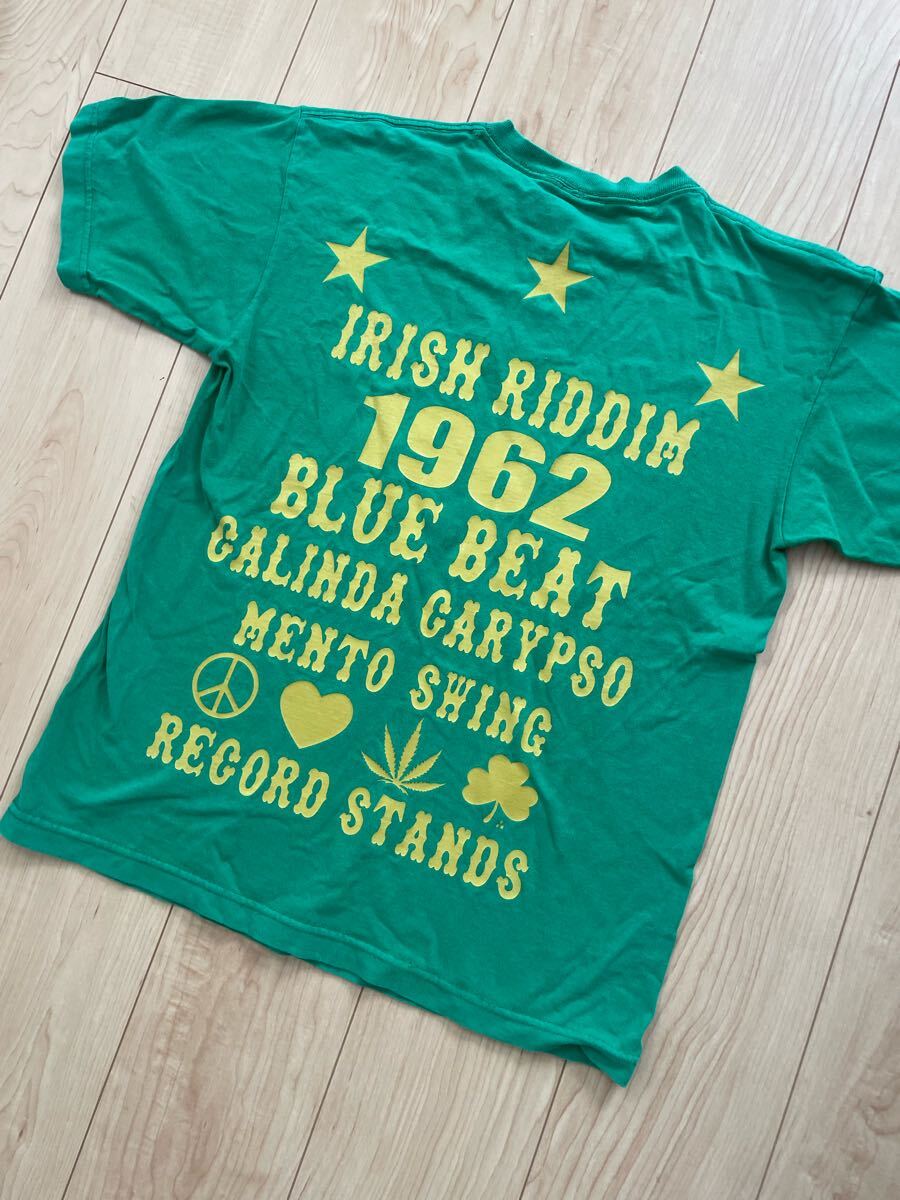 IRISH RIDDIM
1962
BLUE BEAT
CALINDA CARYPSO
MENTO SWING
RECORD STANDS